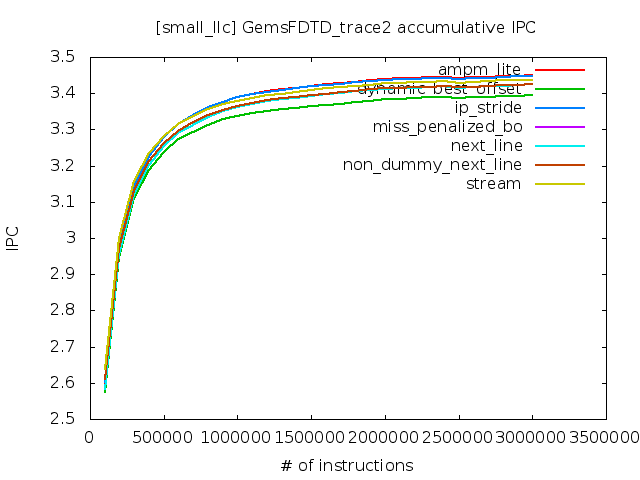 [small_llc] GemsFDTD_trace2 accumulative IPC
3.5
3.4
3.3
3.2
3.1
3
2.9
2.8
2.7
2.6
2.5
IPC
ampm_lite
dynamic_best_offset
ip_stride
miss_penalized_bo
next_line
non_dummy_next_line
stream
0 500000 1000000 1500000 2000000 2500000 3000000 3500000
# of instructions